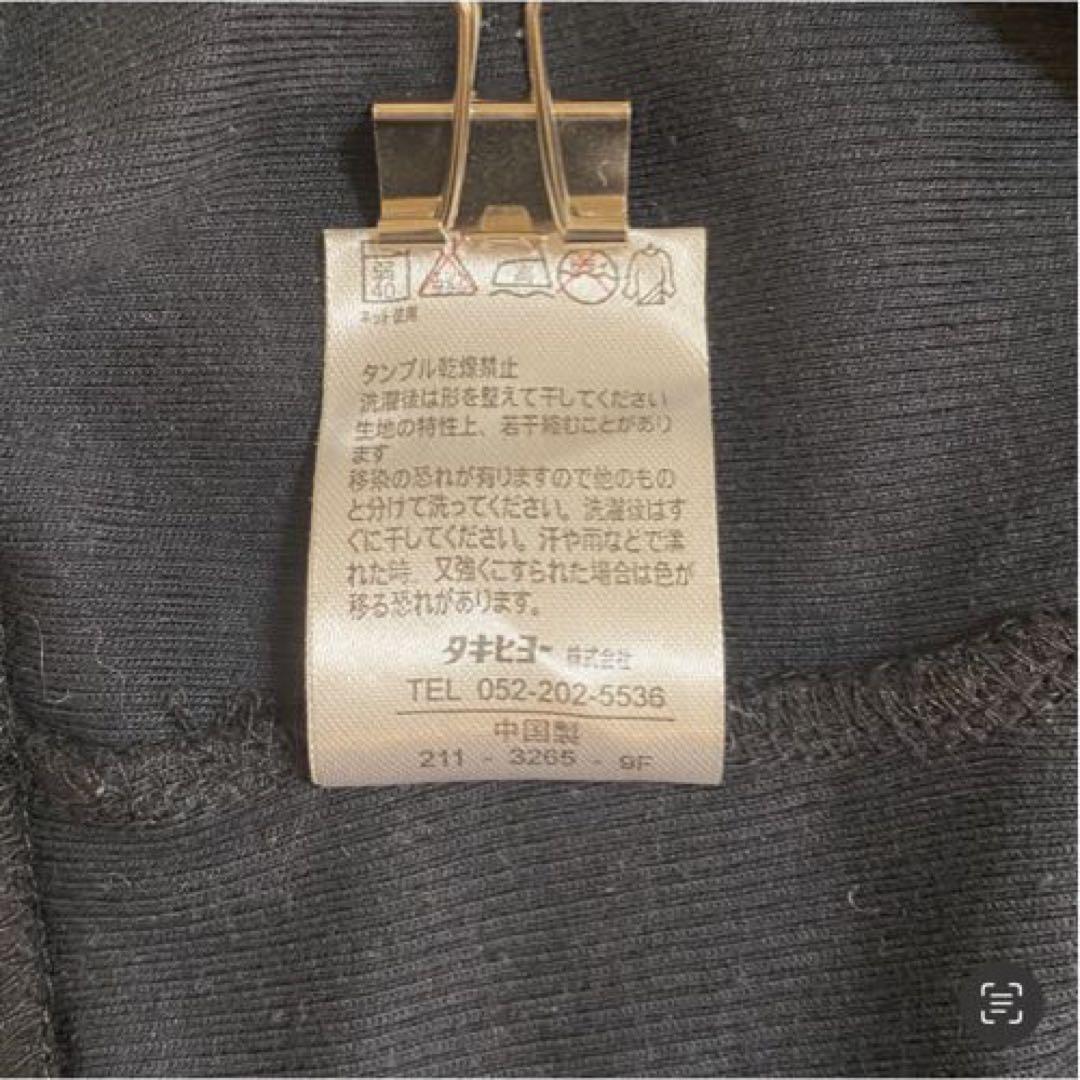 40
ネット使用
タンブル乾燥禁止
洗濯後は形を整えて干してください
生地の特性上、若干縮むことがあり
ます
移染の恐れが有りますので他のもの
と分けて洗ってください。洗濯後はす
ぐに干してください。汗や雨などで濡
れた時、又強くこすられた場合は色が
移る恐れがあります。
タキヒヨー 株式会社
TEL 052-202-5536
中国製
211 - 3265 - 9F